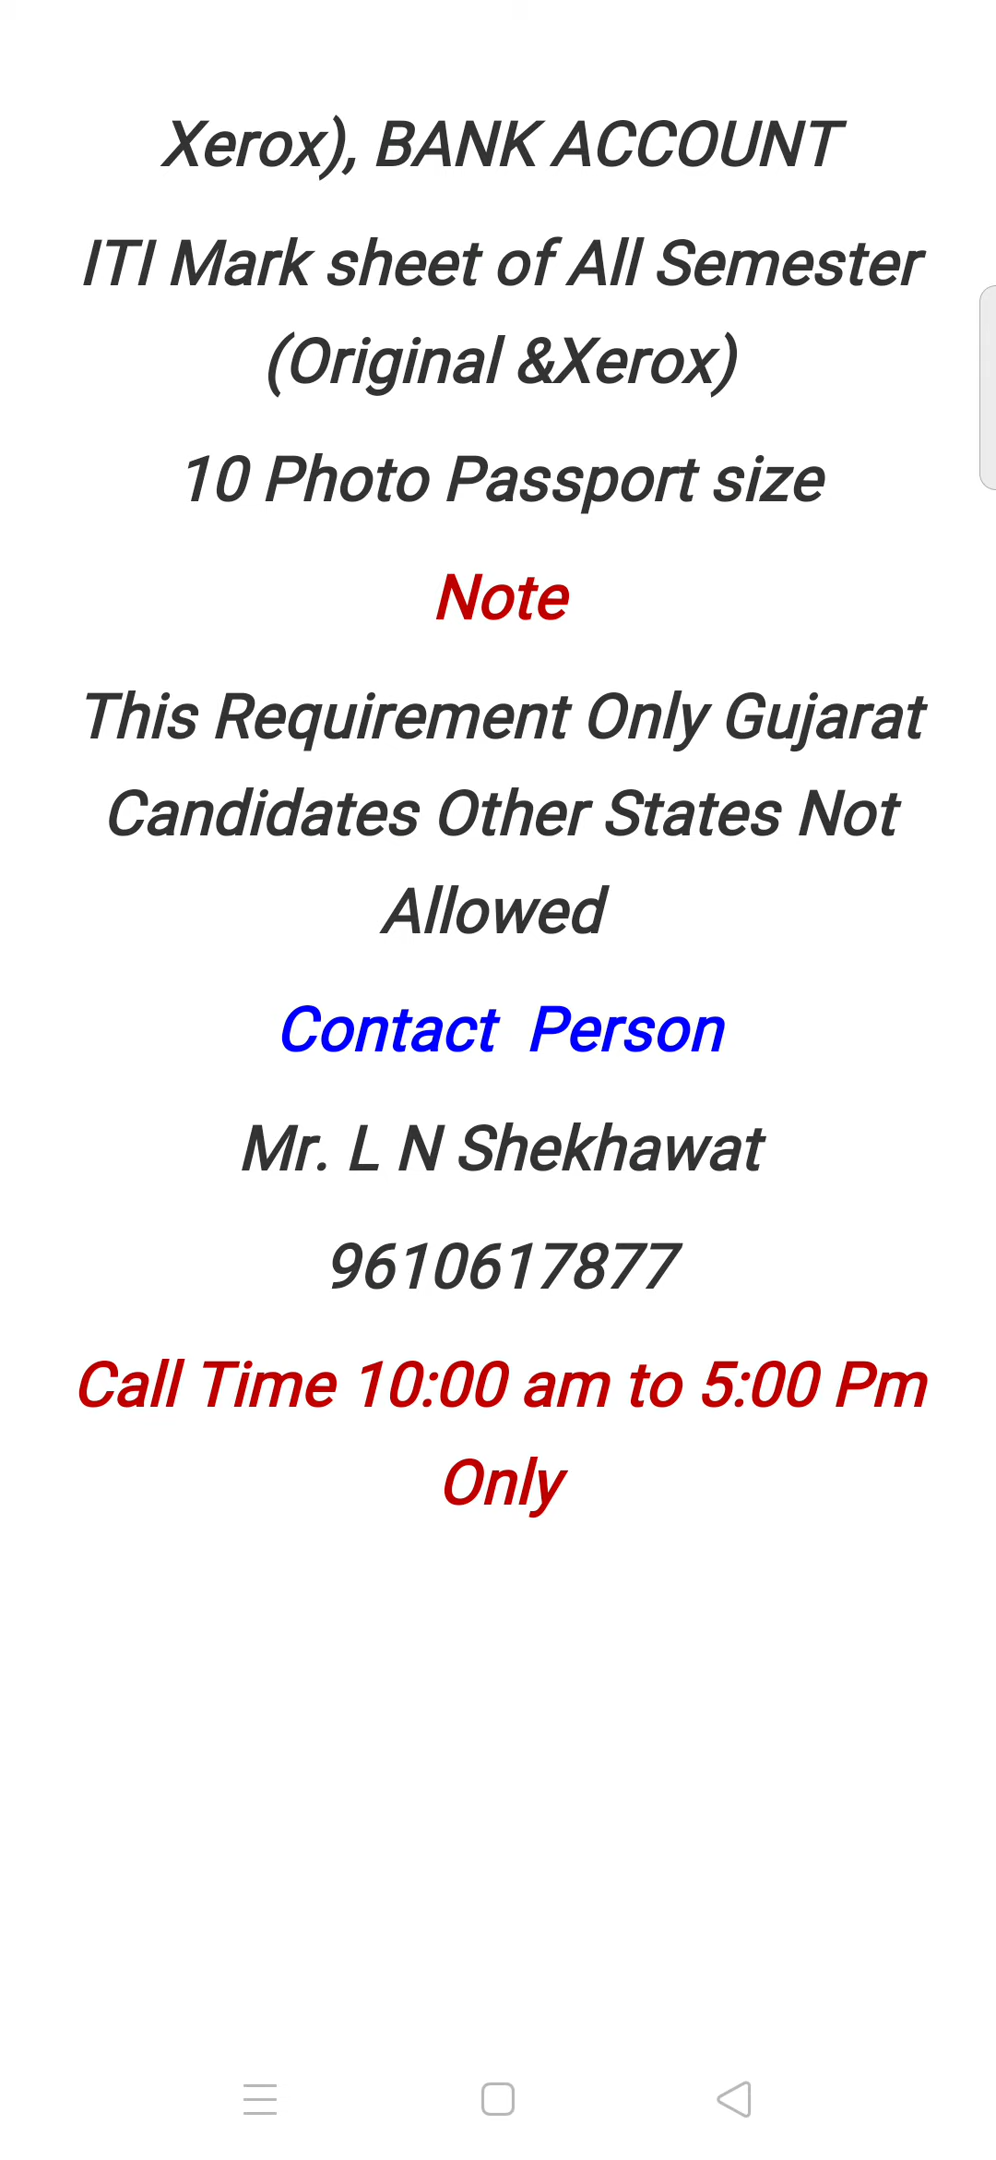 Xerox), BANK ACCOUNT
ITI Mark sheet of All Semester
(Original &Xerox)
10 Photo Passport size
Note
This Requirement Only Gujarat
Candidates Other States Not
Allowed
Contact  Person
Mr. L N Shekhawat
9610617877
Call Time 10:00 am to 5:00 Pm
Only